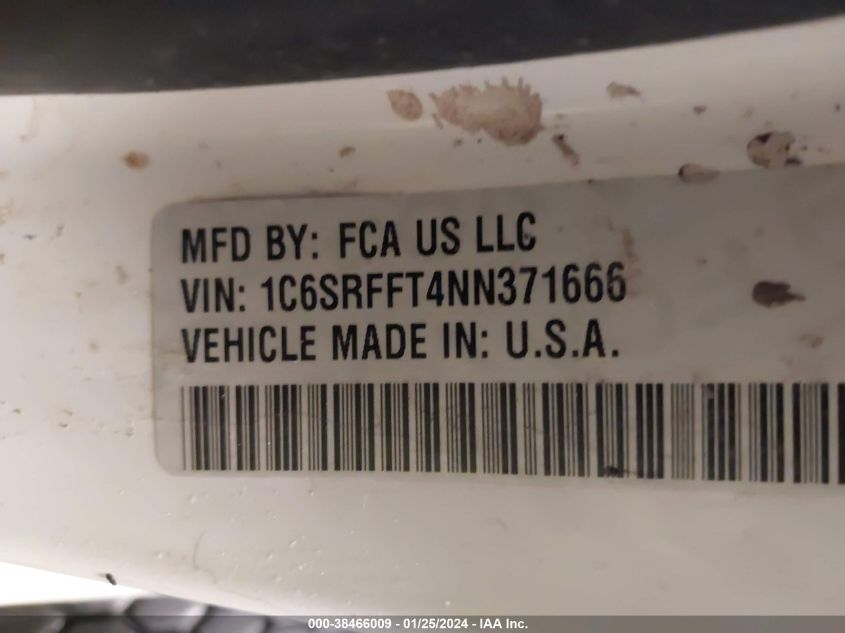 MFD BY: FCA US LLC
VIN: 1C6SRFFT4NN371666
VEHICLE MADE IN: U.S.A.
000-38466009 - 01/25/2024 - IAA Inc.